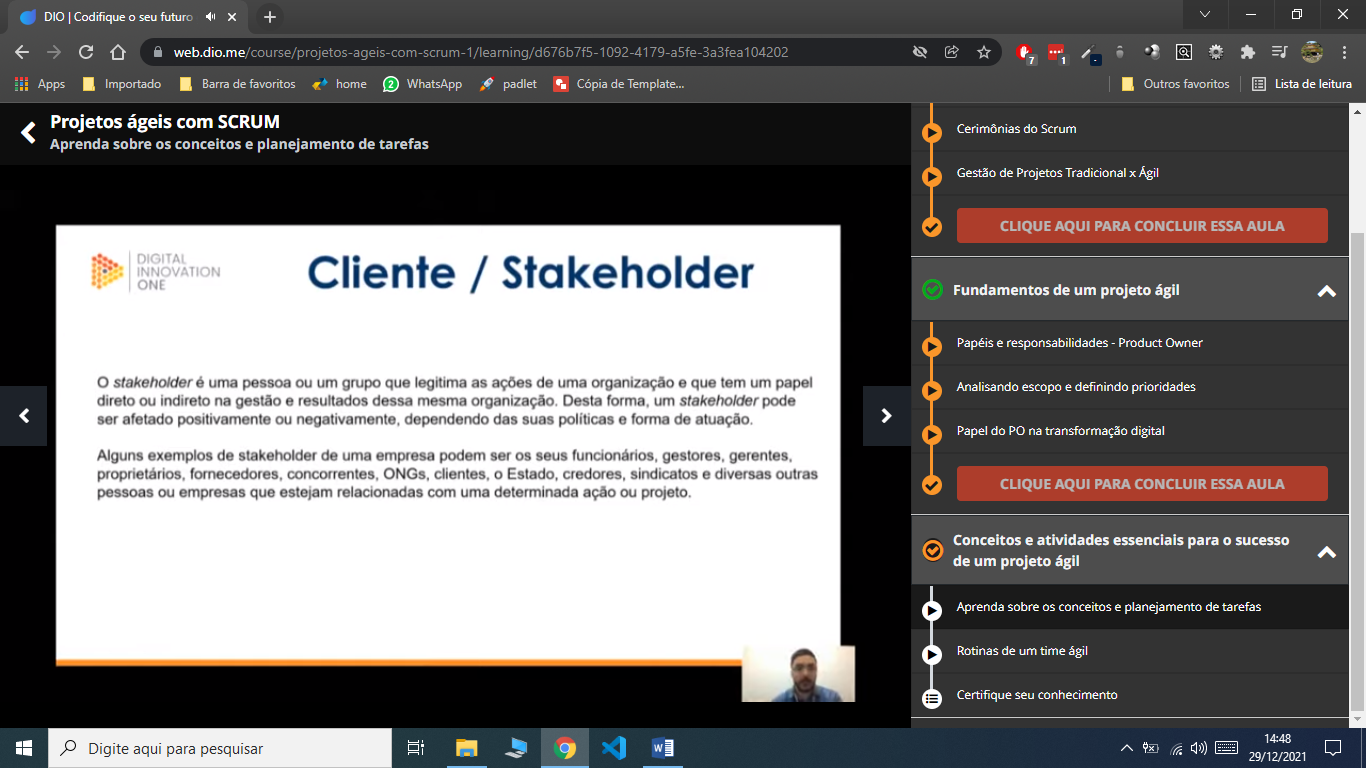 DIO | Codifique o seu futuro
web.dio.me/course/projetos-ageis-com-scrum-1/learning/d676b7f5-1092-4179-a5fe-3a3fea104202
7
1
Apps
Importado
Barra de favoritos
home
2
WhatsApp
padlet
Cópia de Template...
Outros favoritos
Lista de leitura
Projetos ágeis com SCRUM
Aprenda sobre os conceitos e planejamento de tarefas
DIGITAL
INNOVATION
ONE
Cliente / Stakeholder
O stakeholder é uma pessoa ou um grupo que legitima as ações de uma organização e que tem um papel
direto ou indireto na gestão e resultados dessa mesma organização. Desta forma, um stakeholder pode
ser afetado positivamente ou negativamente, dependendo das suas políticas e forma de atuação.
Alguns exemplos de stakeholder de uma empresa podem ser os seus funcionários, gestores, gerentes,
proprietários, fornecedores, concorrentes, ONGs, clientes, o Estado, credores, sindicatos e diversas outras
pessoas ou empresas que estejam relacionadas com uma determinada ação ou projeto.
Cerimônias do Scrum
Gestão de Projetos Tradicional x Ágil
CLIQUE AQUI PARA CONCLUIR ESSA AULA
Fundamentos de um projeto ágil
Papéis e responsabilidades - Product Owner
Analisando escopo e definindo prioridades
Papel do PO na transformação digital
CLIQUE AQUI PARA CONCLUIR ESSA AULA
Conceitos e atividades essenciais para o sucesso
de um projeto ágil
Aprenda sobre os conceitos e planejamento de tarefas
Rotinas de um time ágil
Certifique seu conhecimento
Digite aqui para pesquisar
14:48
29/12/2021